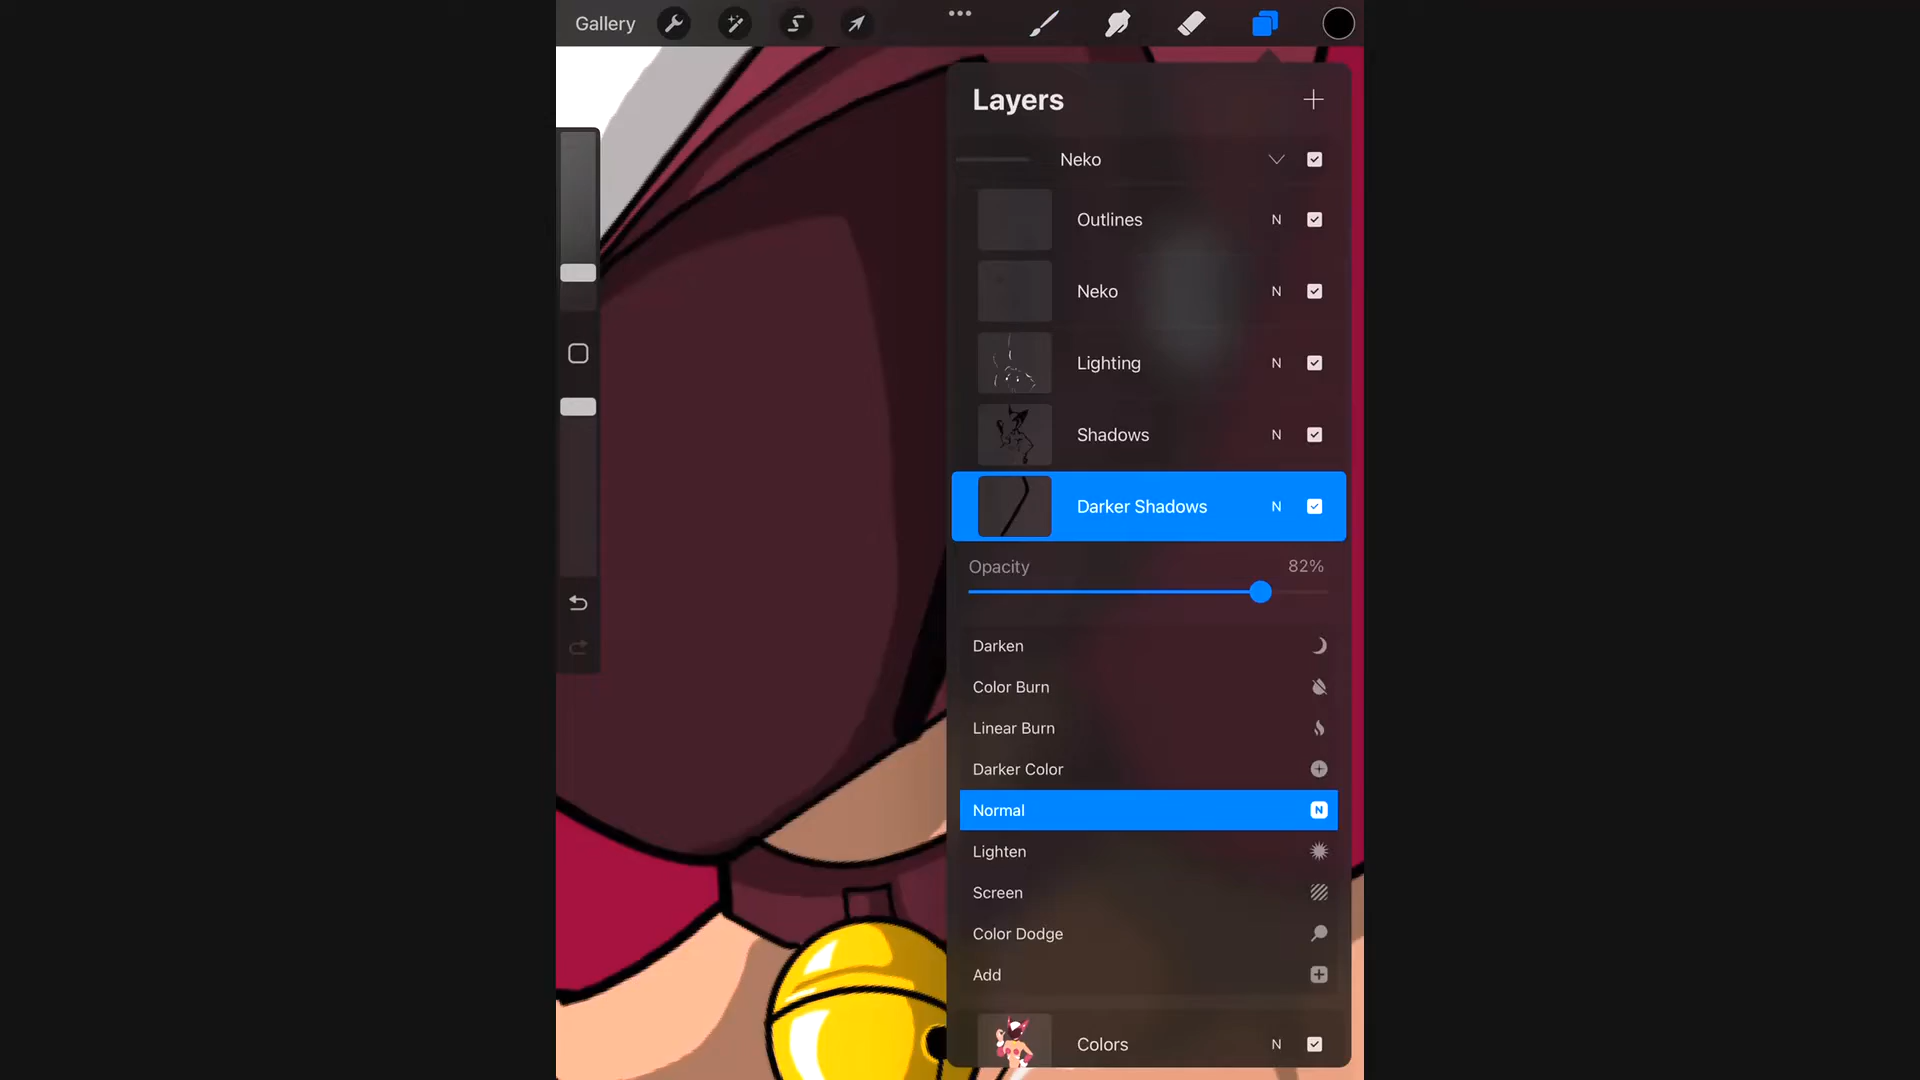 Gallery
Layers
Neko
Outlines N
Neko N
Lighting N
Shadows N
Darker Shadows N
Opacity 82%
Darken
Color Burn
Linear Burn
Darker Color
Normal N
Lighten
Screen
Color Dodge
Add
Colors N